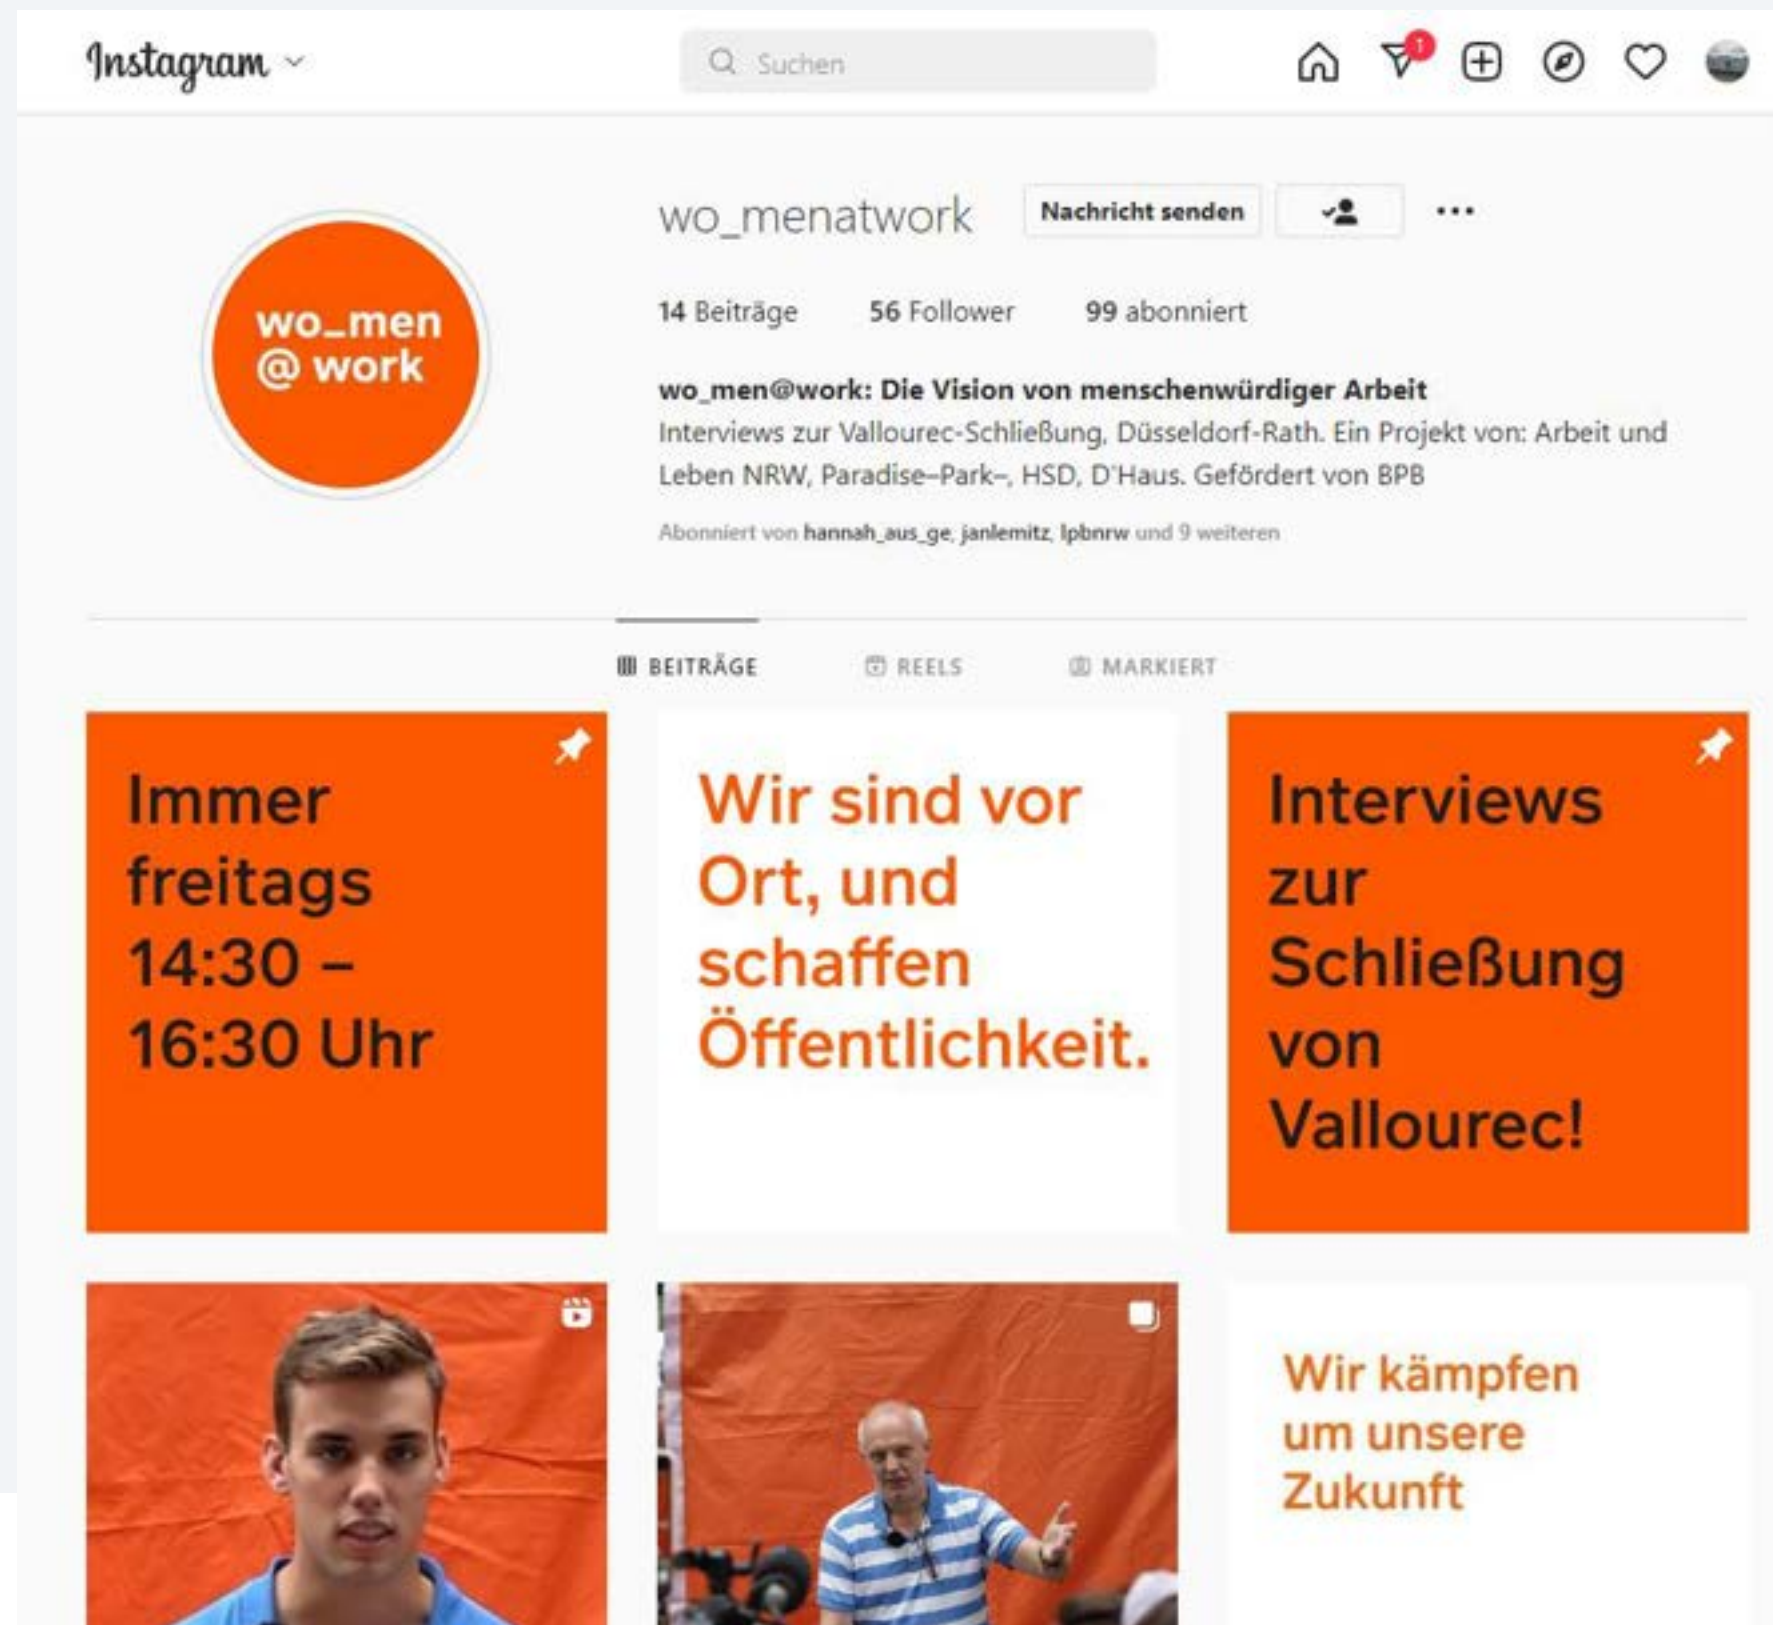 Instagram
Suchen
1
wo_men
@ work
wo_menatwork
Nachricht senden
14 Beiträge 56 Follower 99 abonniert
wo_men@work: Die Vision von menschenwürdiger Arbeit
Interviews zur Vallourec-Schließung, Düsseldorf-Rath. Ein Projekt von: Arbeit und
Leben NRW, Paradise–Park–, HSD, D'Haus. Gefördert von BPB
Abonniert von hannah_aus_ge, janlemitz, lpbnrw und 9 weiteren
BEITRÄGE REELS MARKIERT
Immer
freitags
14:30 –
16:30 Uhr
Wir sind vor
Ort, und
schaffen
Öffentlichkeit.
Interviews
zur
Schließung
von
Vallourec!
Wir kämpfen
um unsere
Zukunft